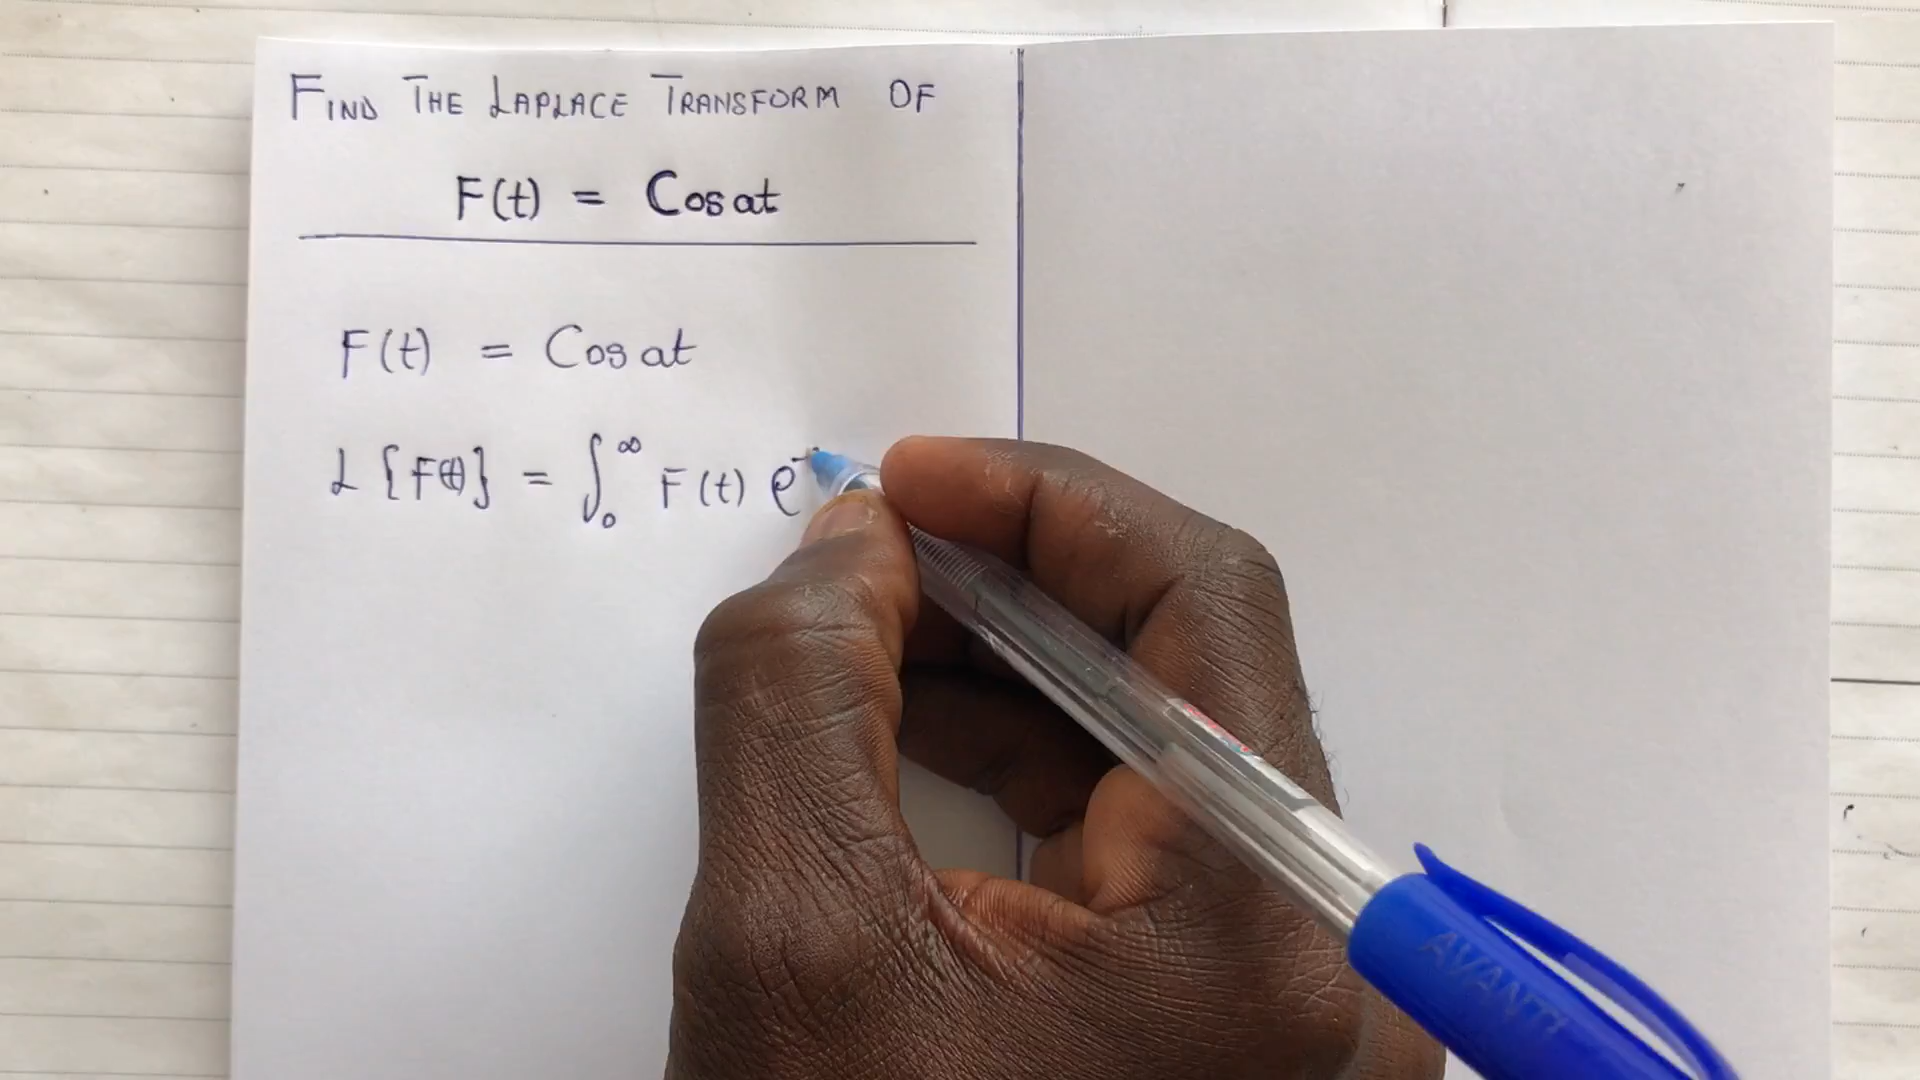 FIND THE LAPLACE TRANSFORM OF
F(t) = Cos at
F(t) = Cos at
L {F(t)} = ∫₀^∞ F(t) e^-
AVANTI